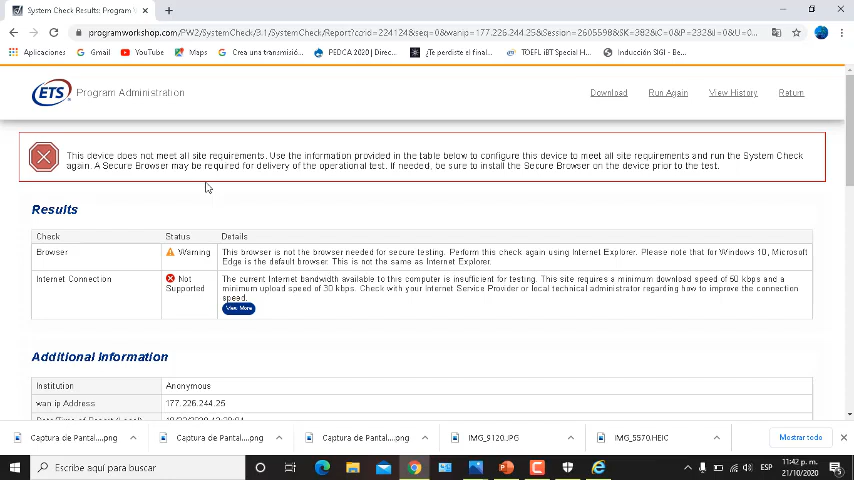 System Check Results: Program V
programworkshop.com/PW2/SystemCheck/3.1/SystemCheck/Report?corid=224124&seq=0&wanip=177.226.244.25&Session=2605598&SK=382&C=0&P=232&I=0&U=0...
Aplicaciones Gmail YouTube Maps Crea una transmisió... PEDCA 2020 | Direc... ¿Te perdiste el final... TOEFL iBT Special H... Inducción SIGI - Be...
ETS Program Administration Download Run Again View History Return
This device does not meet all site requirements. Use the information provided in the table below to configure this device to meet all site requirements and run the System Check
again. A Secure Browser may be required for delivery of the operational test. If needed, be sure to install the Secure Browser on the device prior to the test.
Results
Check Status Details
Browser Warning This browser is not the browser needed for secure testing. Perform this check again using Internet Explorer. Please note that for Windows 10, Microsoft
Edge is the default browser. This is not the same as Internet Explorer.
Internet Connection Not Supported The current Internet bandwidth available to this computer is insufficient for testing. This site requires a minimum download speed of 50 kbps and a
minimum upload speed of 30 kbps. Check with your Internet Service Provider or local technical administrator regarding how to improve the connection
speed.
View More
Additional Information
Institution Anonymous
wan ip Address 177.226.244.25
Captura de Pantal....png Captura de Pantal....png Captura de Pantal....png IMG_9120.JPG IMG_5570.HEIC Mostrar todo
Escribe aquí para buscar ESP 11:42 p. m.
21/10/2020